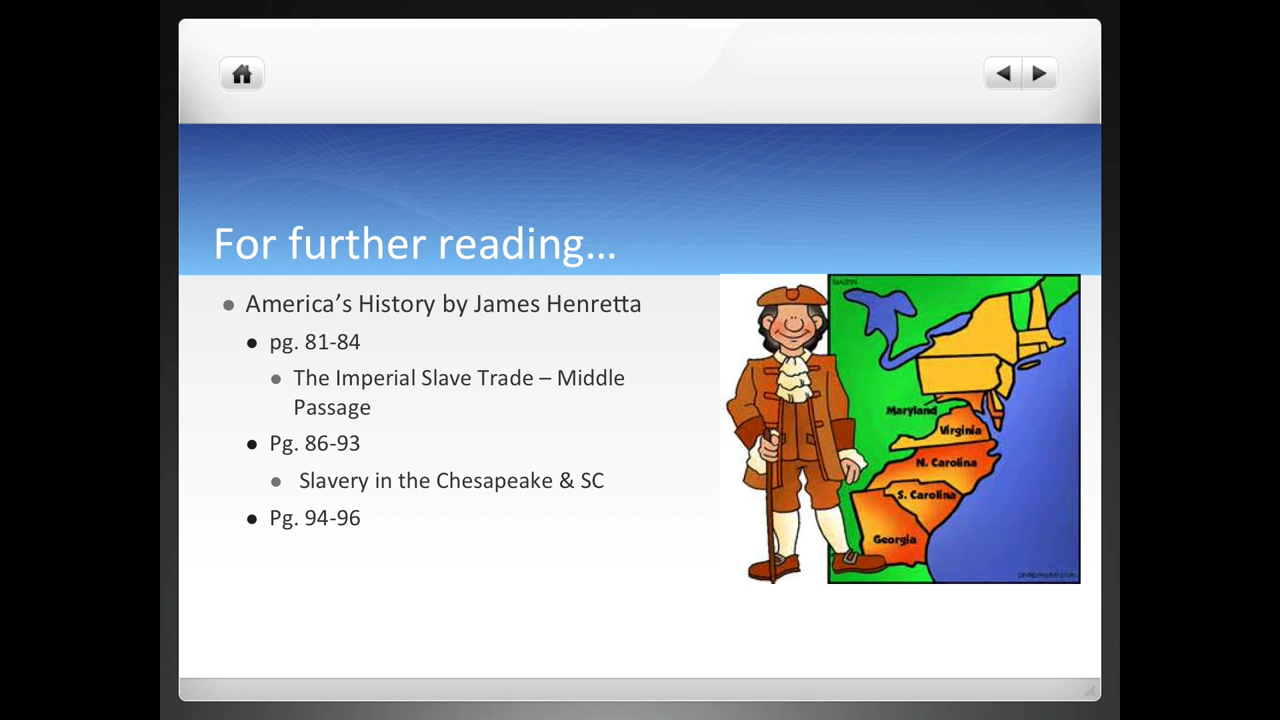 For further reading…
America's History by James Henretta
pg. 81-84
The Imperial Slave Trade – Middle
Passage
Pg. 86-93
Slavery in the Chesapeake & SC
Pg. 94-96
MARTIN
Maryland
Virginia
N. Carolina
S. Carolina
Georgia